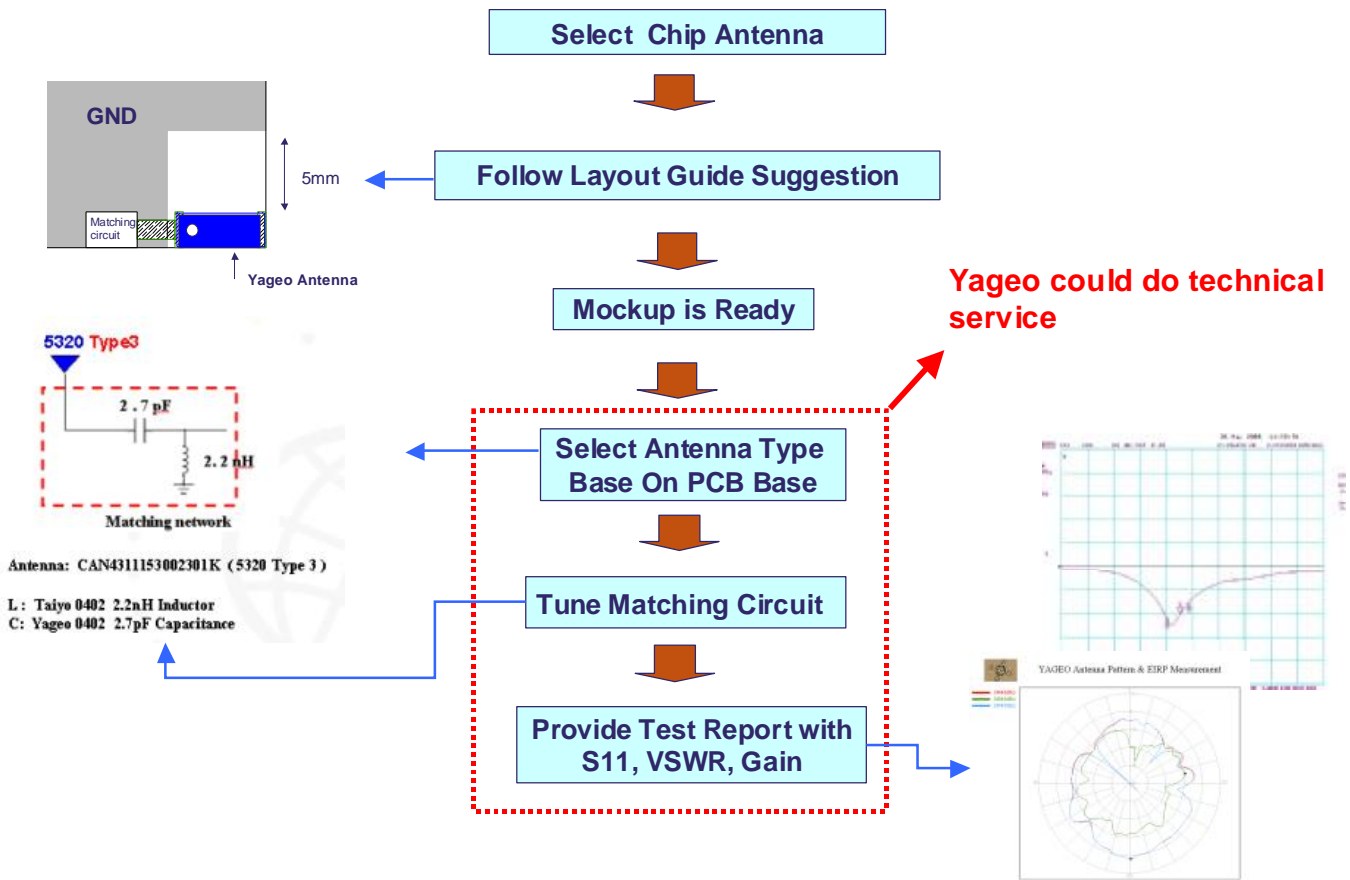 Select Chip Antenna
GND
5mm
Follow Layout Guide Suggestion
Matching
circuit
Yageo Antenna
Mockup is Ready
Yageo could do technical
service
5320 Type3
2.7 pF
2.2 nH
Matching network
Antenna: CAN4311153002301K (5320 Type 3 )
L : Taiyo 0402 2.2nH Inductor
C: Yageo 0402 2.7pF Capacitance
Select Antenna Type
Base On PCB Base
Tune Matching Circuit
Provide Test Report with
S11, VSWR, Gain
YAGEO Antenna Pattern & EIRP Measurement